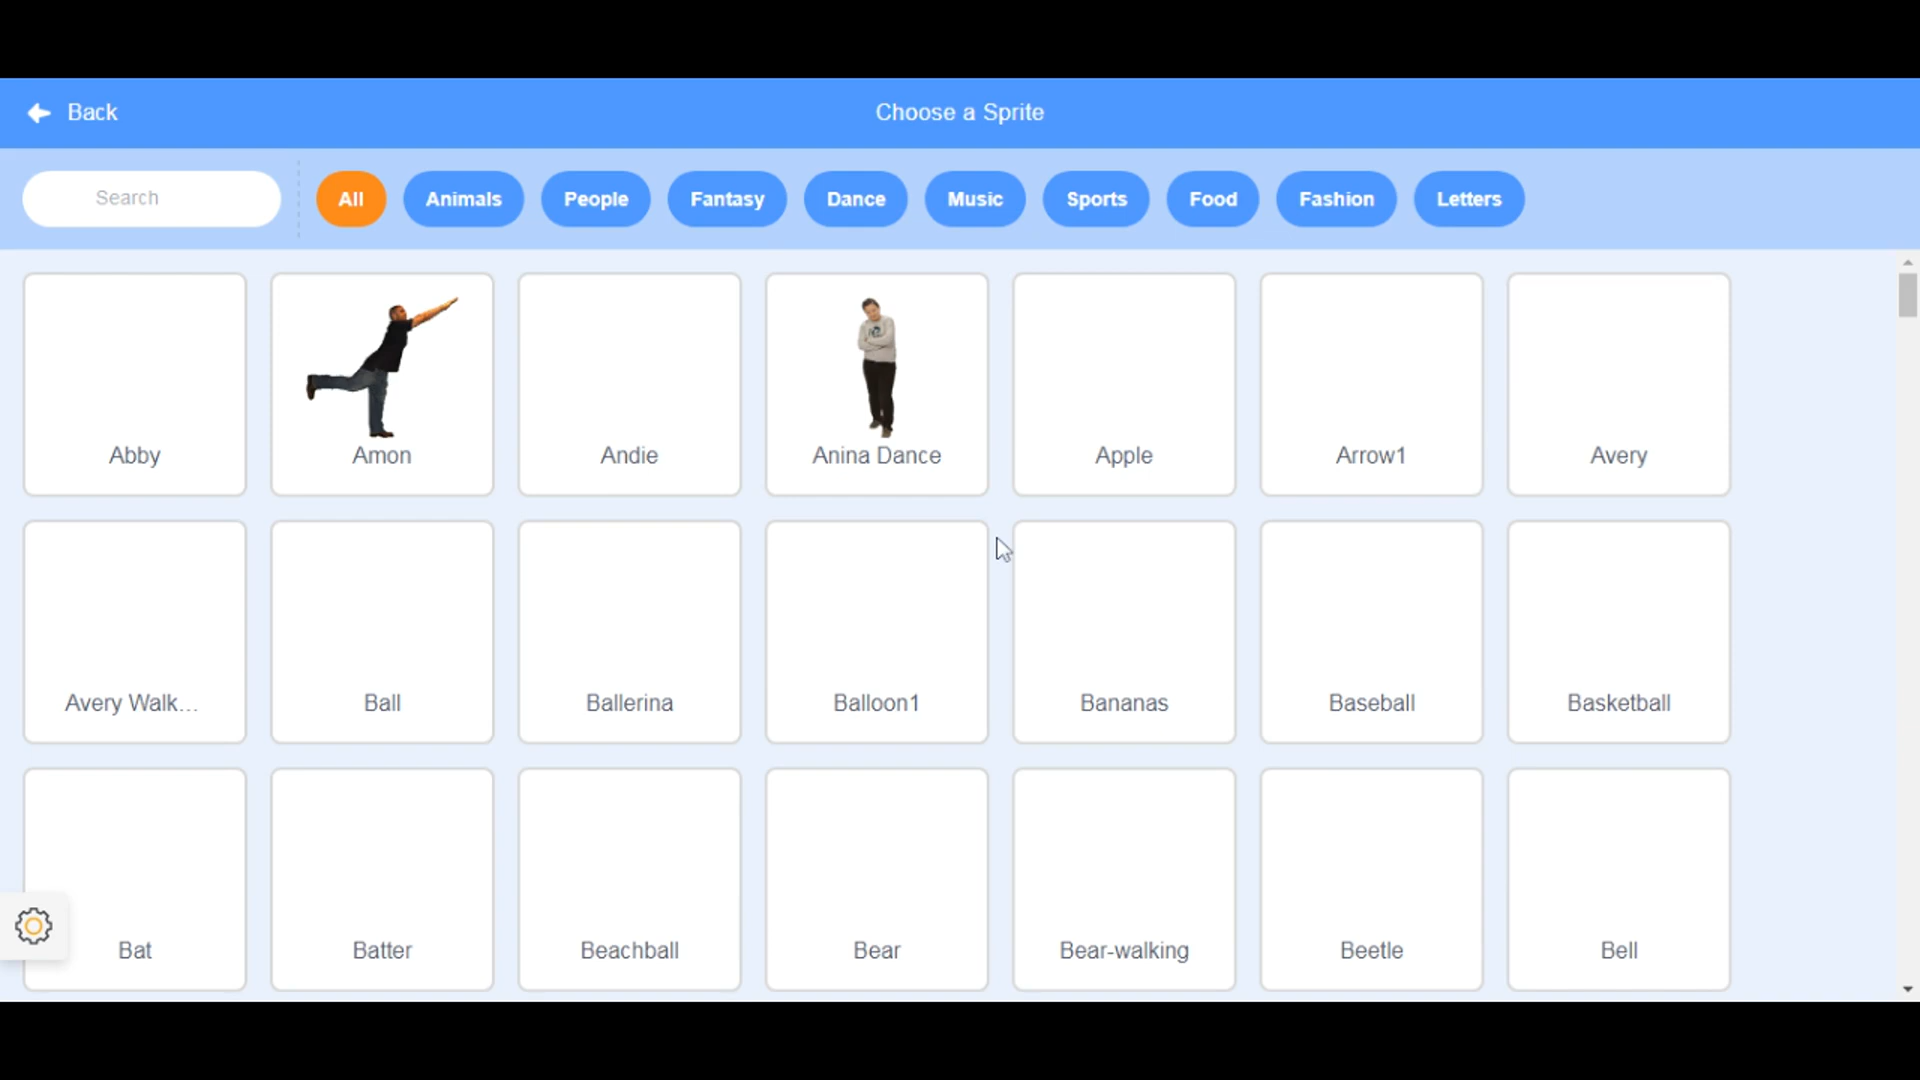 Back
Choose a Sprite
Search
All
Animals
People
Fantasy
Dance
Music
Sports
Food
Fashion
Letters
Abby
Amon
Andie
Anina Dance
Apple
Arrow1
Avery
Avery Walk...
Ball
Ballerina
Balloon1
Bananas
Baseball
Basketball
Bat
Batter
Beachball
Bear
Bear-walking
Beetle
Bell